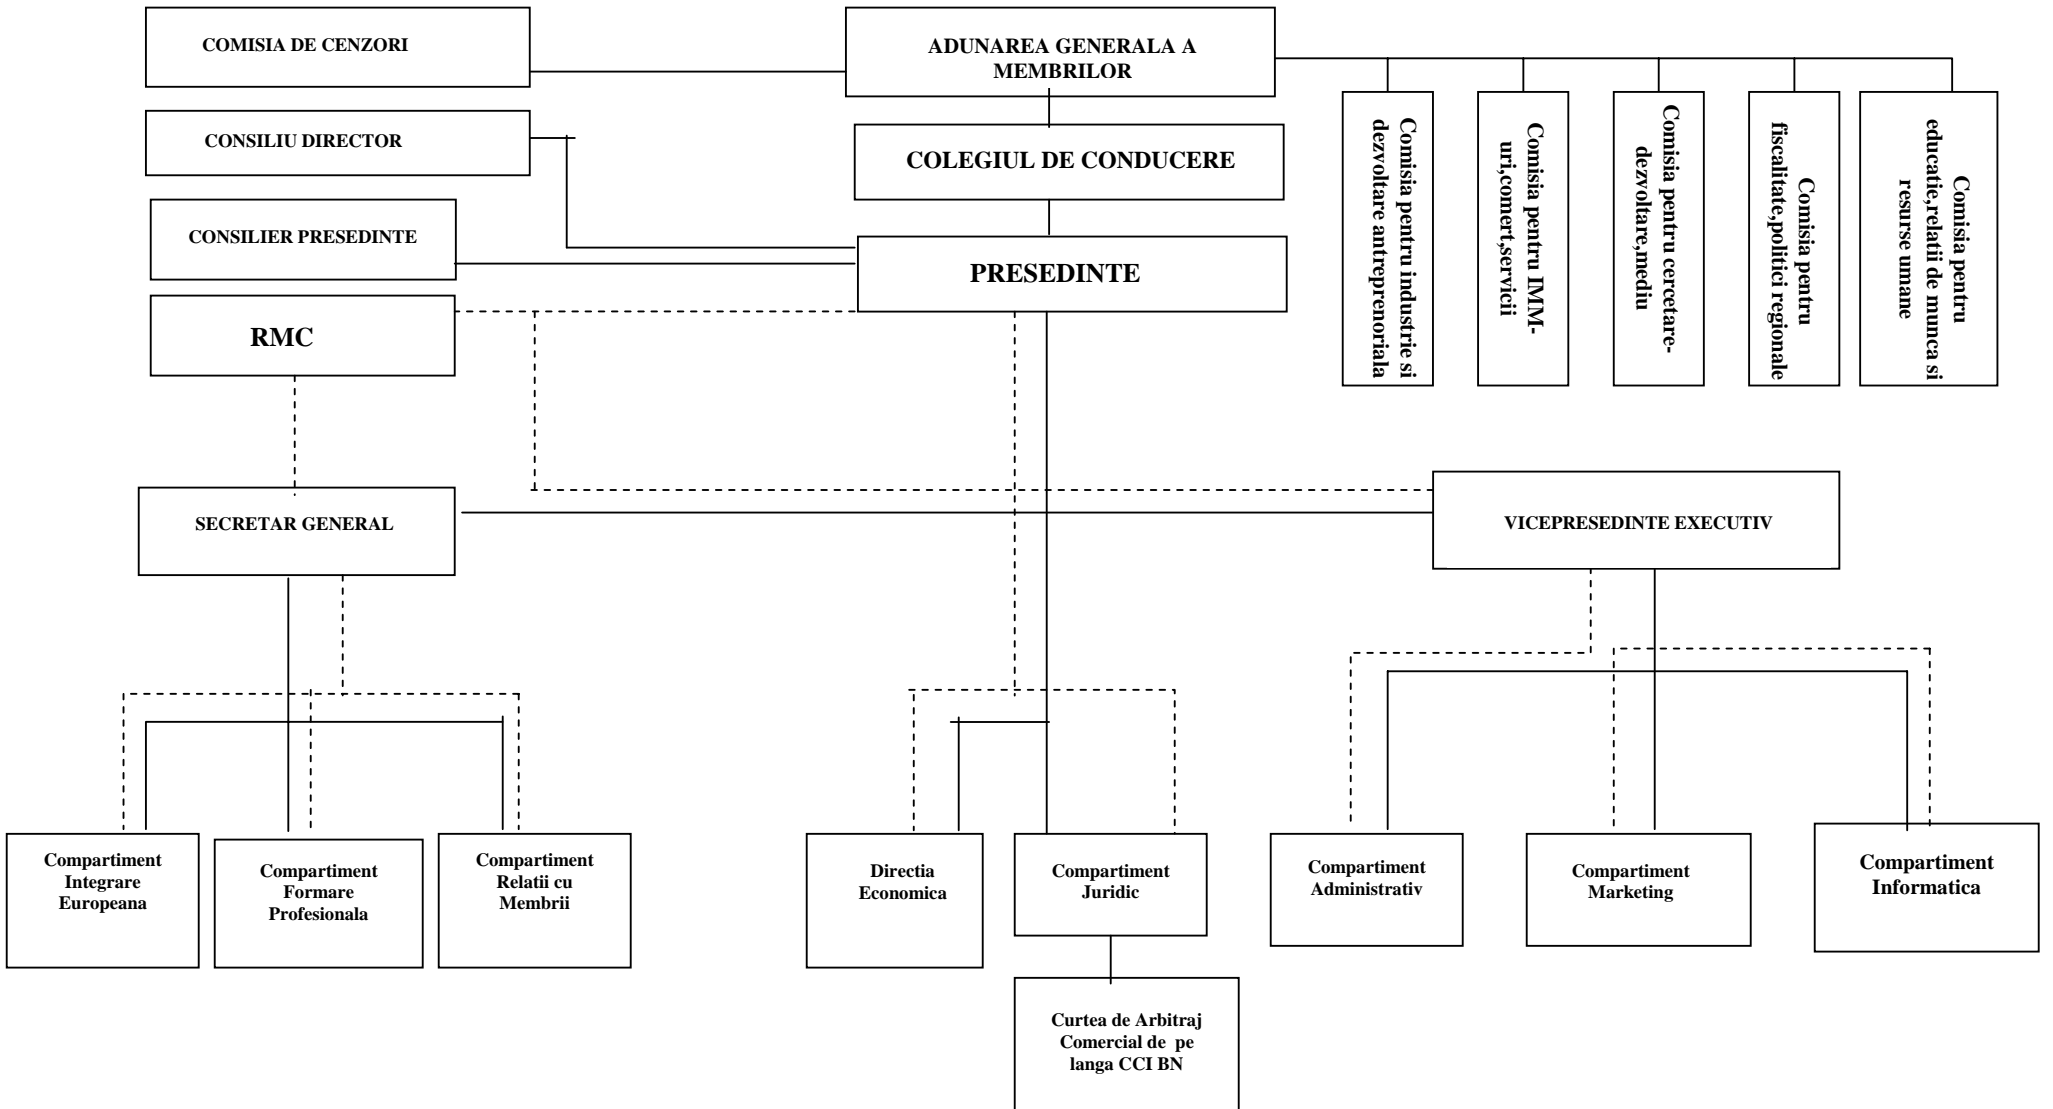 COMISIA DE CENZORI
ADUNAREA GENERALA A
MEMBRILOR
CONSILIU DIRECTOR
COLEGIUL DE CONDUCERE
Comisia pentru industrie si
dezvoltare antreprenoriala
Comisia pentru IMM-
uri,comert,servicii
Comisia pentru cercetare-
dezvoltare,mediu
Comisia pentru
fiscalitate,politici regionale
Comisia pentru
educatie,relatii de munca si
resurse umane
CONSILIER PRESEDINTE
PRESEDINTE
RMC
SECRETAR GENERAL
VICEPRESEDINTE EXECUTIV
Compartiment
Integrare
Europeana
Compartiment
Formare
Profesionala
Compartiment
Relatii cu
Membrii
Directia
Economica
Compartiment
Juridic
Compartiment
Administrativ
Compartiment
Marketing
Compartiment
Informatica
Curtea de Arbitraj
Comercial de  pe
langa CCI BN